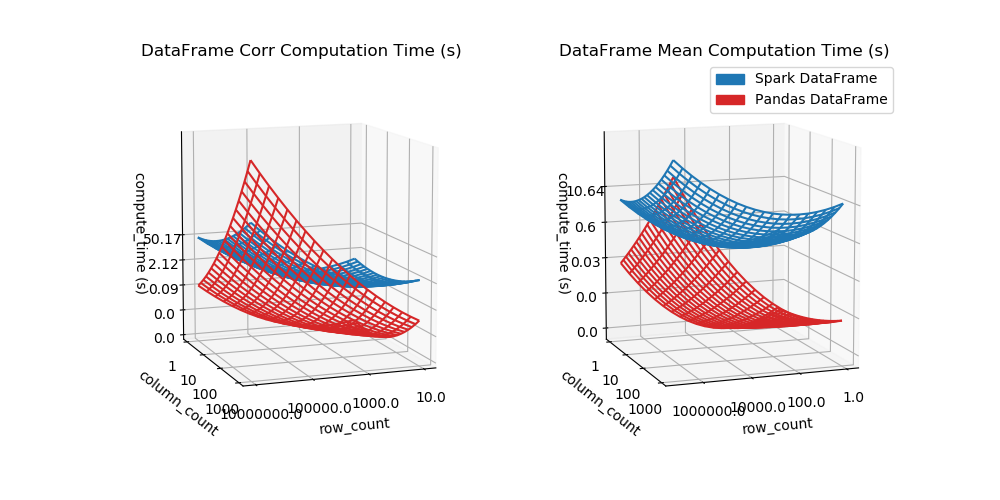 DataFrame Corr Computation Time (s)
compute_time (s)
50.17
2.12
0.09
0.0
0.0
1
10
100
1000
column_count
10000000.0
100000.0
1000.0
10.0
row_count
DataFrame Mean Computation Time (s)
Spark DataFrame
Pandas DataFrame
compute_time (s)
10.64
0.6
0.03
0.0
0.0
1
10
100
1000
column_count
1000000.0
10000.0
100.0
1.0
row_count